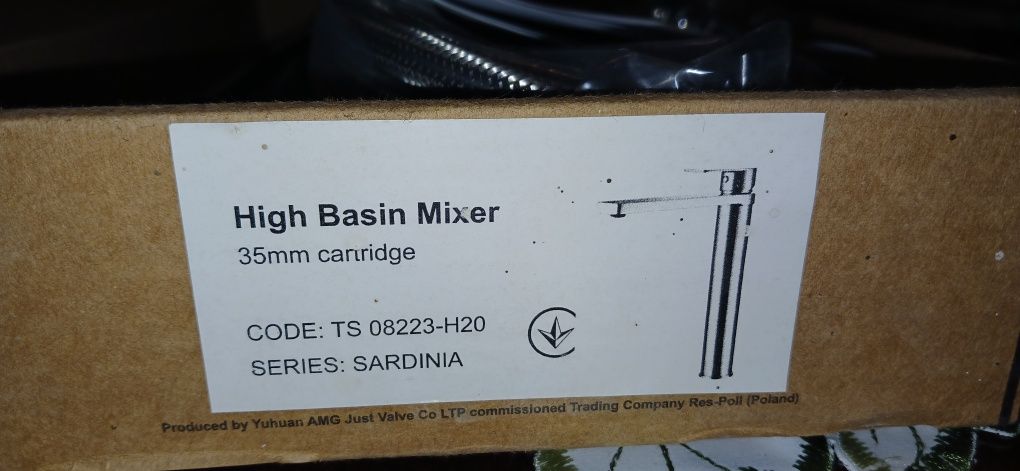 High Basin Mixer
35mm cartridge
CODE: TS 08223-H20
SERIES: SARDINIA
Produced by Yuhuan AMG Just Valve Co LTP commissioned Trading Company Res-Poll (Poland)